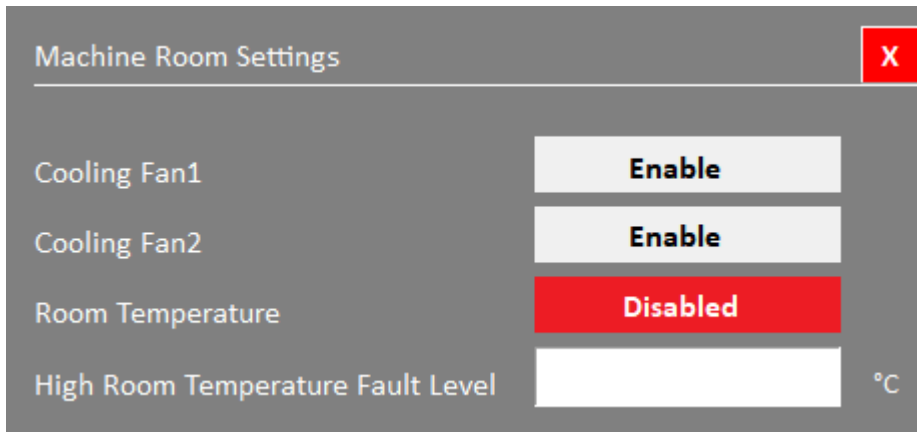 Machine Room Settings X
Cooling Fan1 Enable
Cooling Fan2 Enable
Room Temperature Disabled
High Room Temperature Fault Level °C